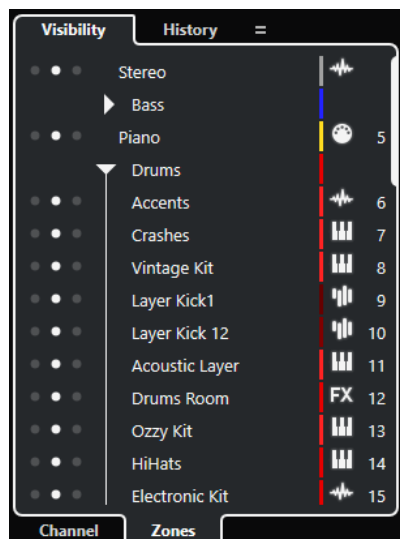 Visibility History =
Stereo
Bass
Piano 5
Drums
Accents 6
Crashes 7
Vintage Kit 8
Layer Kick1 9
Layer Kick 12 10
Acoustic Layer 11
Drums Room FX 12
Ozzy Kit 13
HiHats 14
Electronic Kit 15
Channel Zones